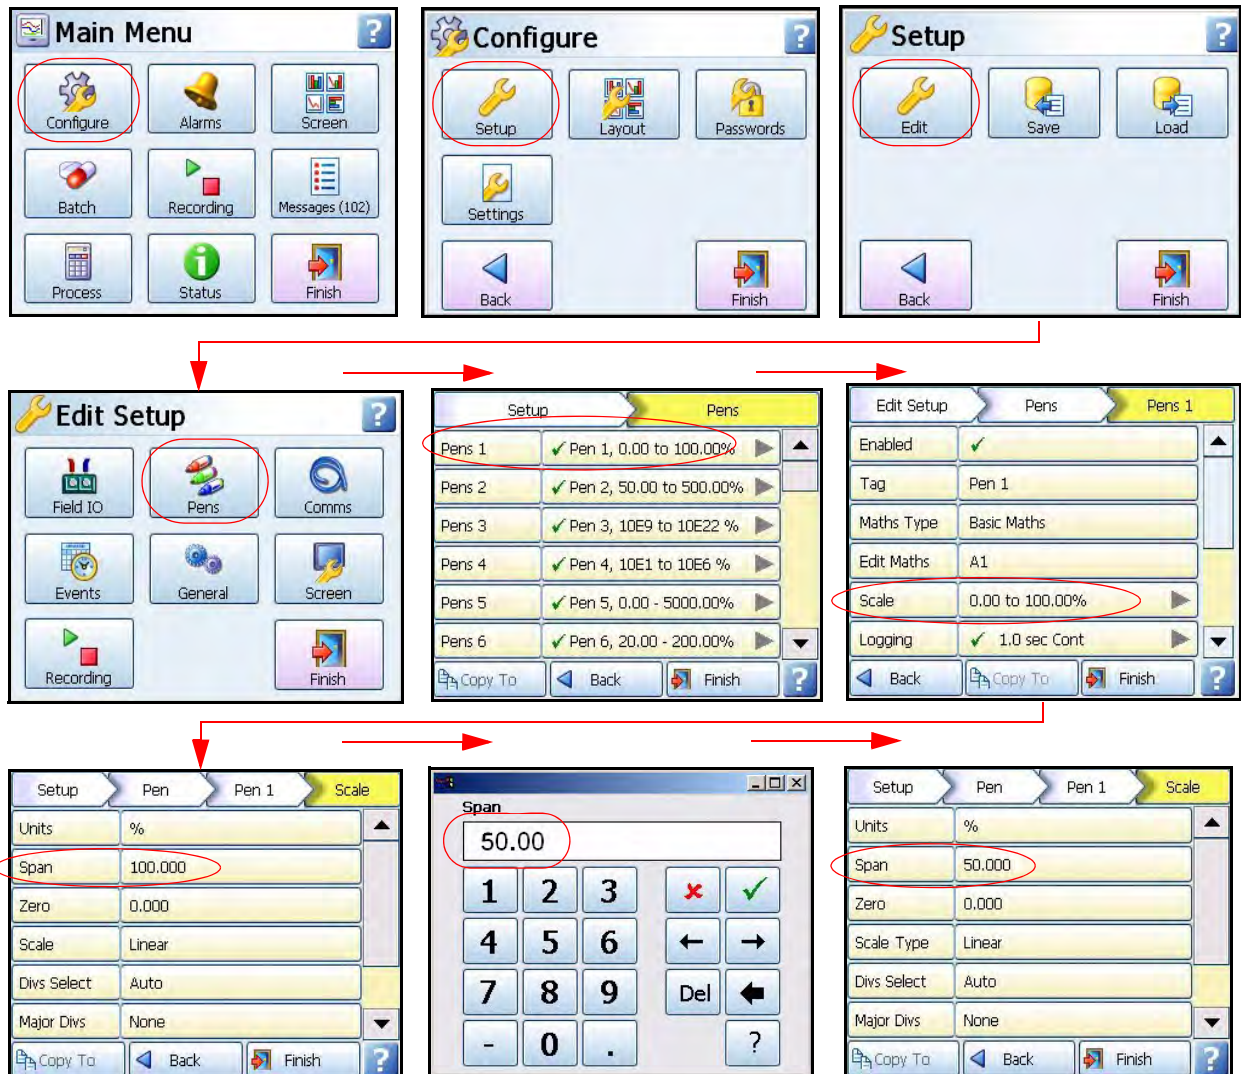 Main Menu ?
Configure Alarms Screen
Batch Recording Messages (102)
Process Status Finish
Configure ?
Setup Layout Passwords
Settings
Back Finish
Setup ?
Edit Save Load
Back Finish
Edit Setup ?
Field IO Pens Comms
Events General Screen
Recording Finish
Setup Pens
Pens 1 ✓ Pen 1, 0.00 to 100.00%
Pens 2 ✓ Pen 2, 50.00 to 500.00%
Pens 3 ✓ Pen 3, 10E9 to 10E22 %
Pens 4 ✓ Pen 4, 10E1 to 10E6 %
Pens 5 ✓ Pen 5, 0.00 - 5000.00%
Pens 6 ✓ Pen 6, 20.00 - 200.00%
Copy To Back Finish ?
Edit Setup Pens Pens 1
Enabled ✓
Tag Pen 1
Maths Type Basic Maths
Edit Maths A1
Scale 0.00 to 100.00%
Logging ✓ 1.0 sec Cont
Back Copy To Finish ?
Setup Pen Pen 1 Scale
Units %
Span 100.000
Zero 0.000
Scale Linear
Divs Select Auto
Major Divs None
Copy To Back Finish ?
Span
50.00
1 2 3 ✗ ✓
4 5 6 ← →
7 8 9 Del ←
- 0 . ?
Setup Pen Pen 1 Scale
Units %
Span 50.000
Zero 0.000
Scale Type Linear
Divs Select Auto
Major Divs None
Copy To Back Finish ?